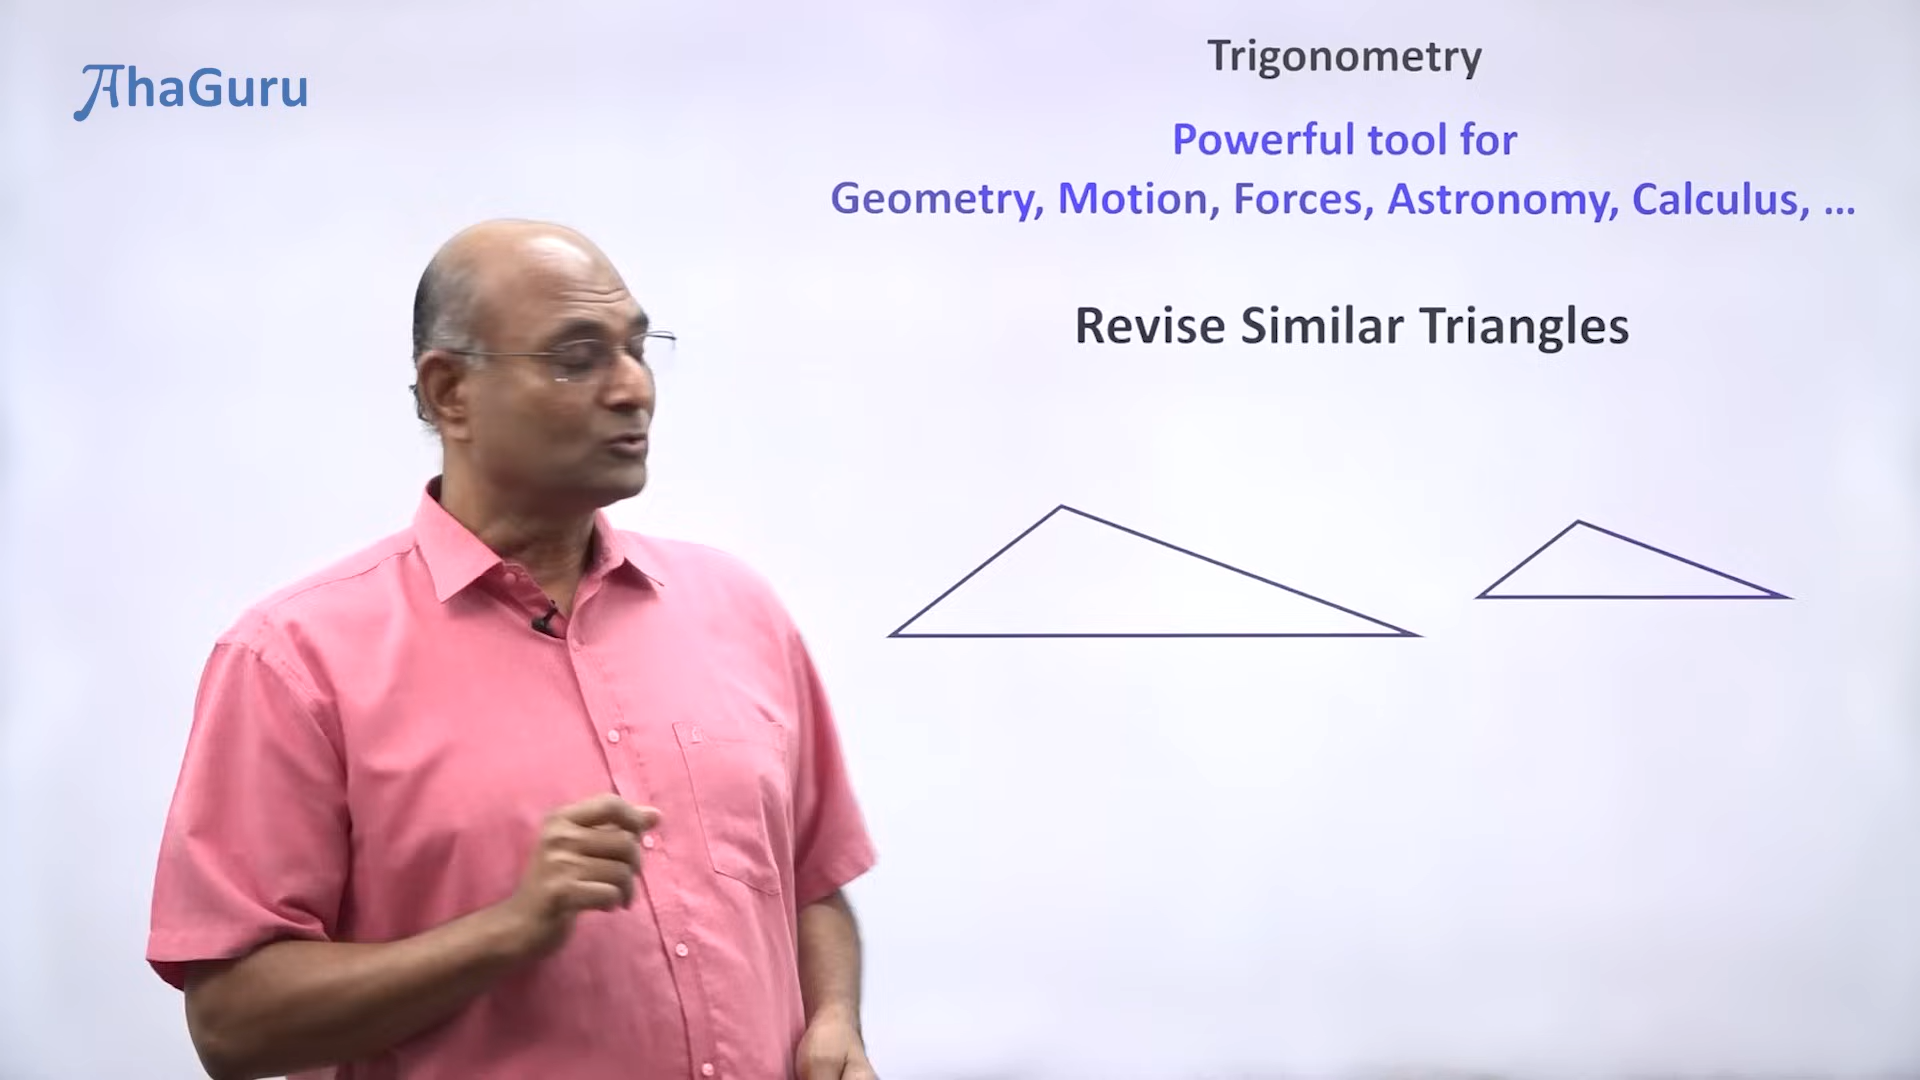 AhaGuru
Trigonometry
Powerful tool for
Geometry, Motion, Forces, Astronomy, Calculus, ...
Revise Similar Triangles